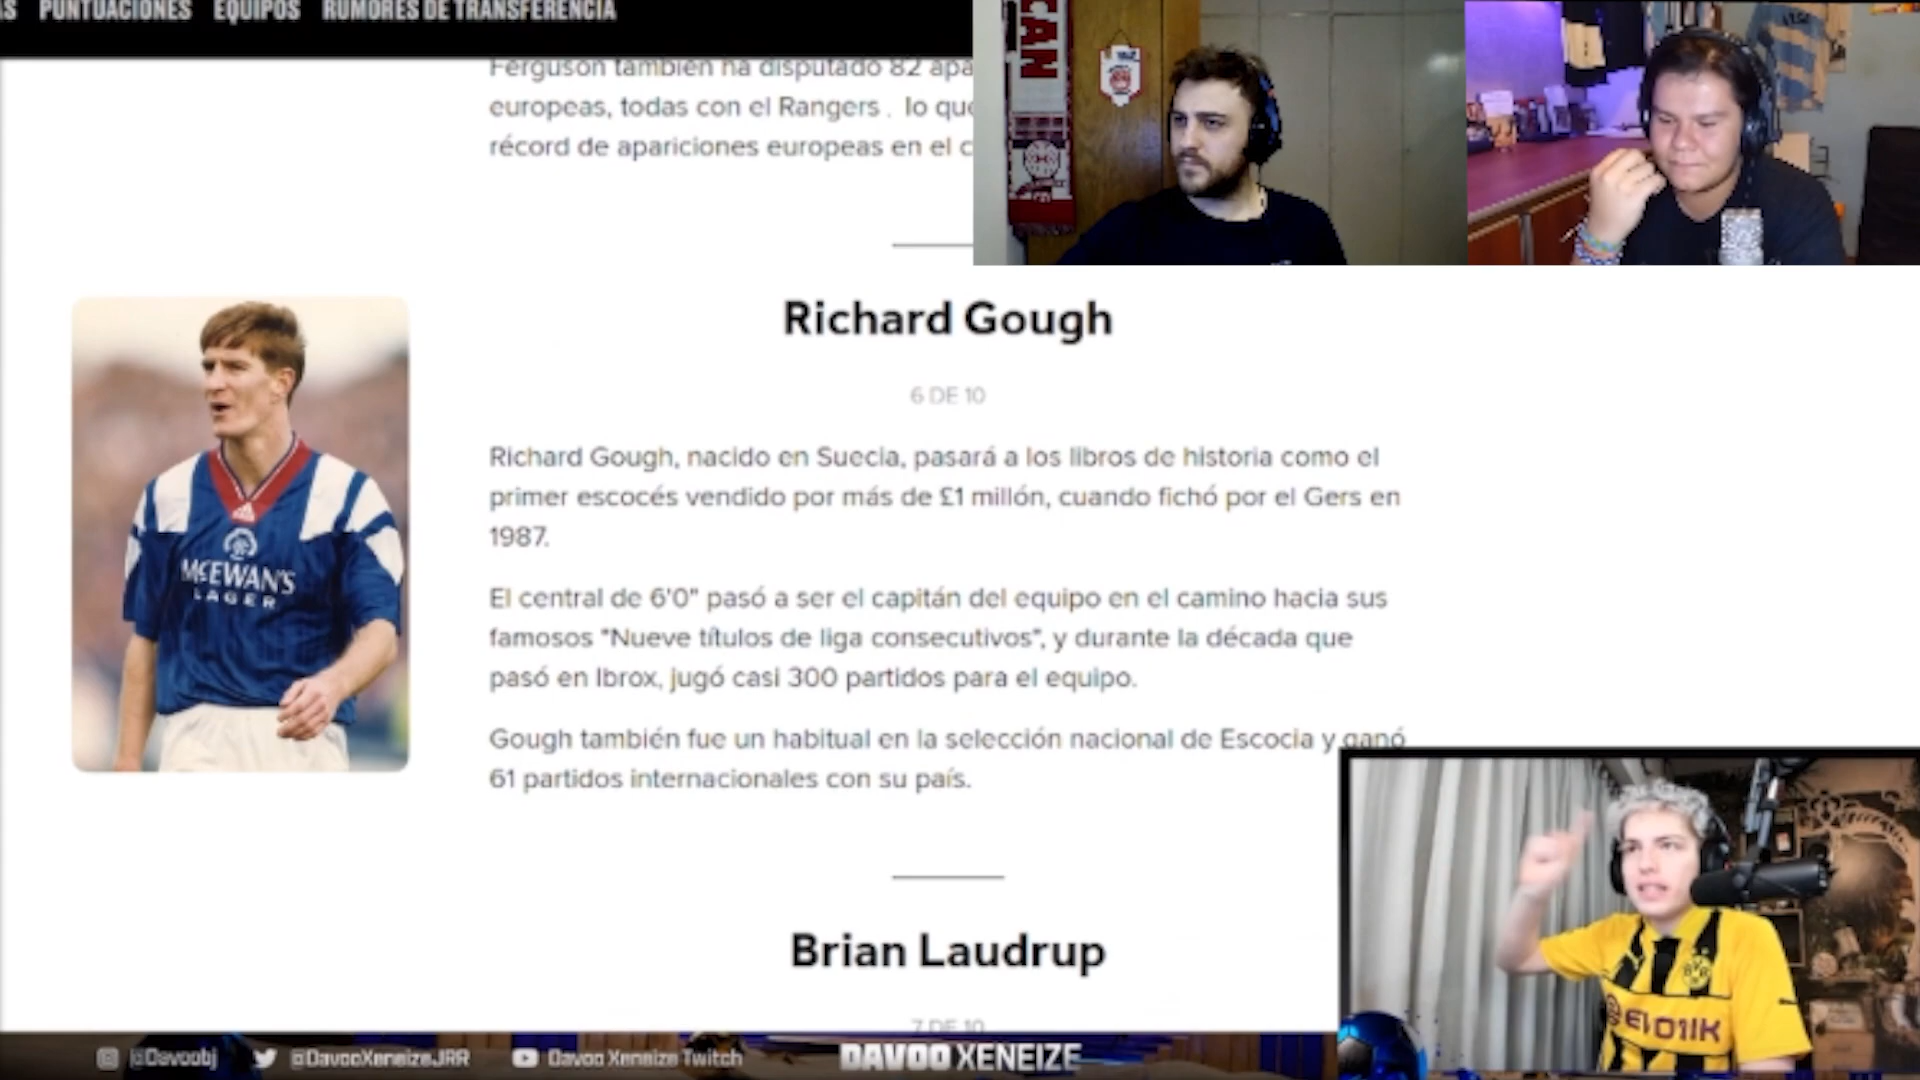 AS PUNTUACIONES EQUIPOS RUMORES DE TRANSFERENCIA
Ferguson también ha disputado 82 apa
europeas, todas con el Rangers . lo que
récord de apariciones europeas en el c
CAN
Richard Gough
6 DE 10
Richard Gough, nacido en Suecia, pasará a los libros de historia como el
primer escocés vendido por más de £1 millón, cuando fichó por el Gers en
1987.
El central de 6'0" pasó a ser el capitán del equipo en el camino hacia sus
famosos "Nueve títulos de liga consecutivos", y durante la década que
pasó en Ibrox, jugó casi 300 partidos para el equipo.
Gough también fue un habitual en la selección nacional de Escocia y ganó
61 partidos internacionales con su país.
McEWAN'S
LAGER
Brian Laudrup
7 DE 10
BVB
EVONIK
@Davoobj @DavooXeneizeJRR Davoo Xeneize Twitch DAVOO XENEIZE